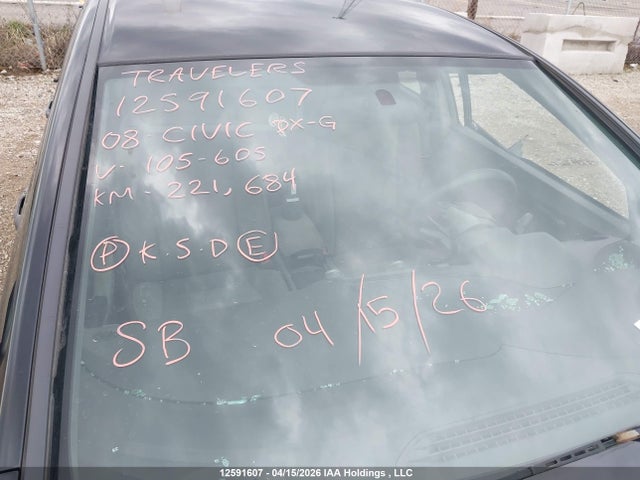 TRAVELERS
12591607
08 - CIVIC DX-G
V - 105-605
KM - 221,684
P K.S.D E
SB 04/15/26
12591607 - 04/15/2026 IAA Holdings , LLC